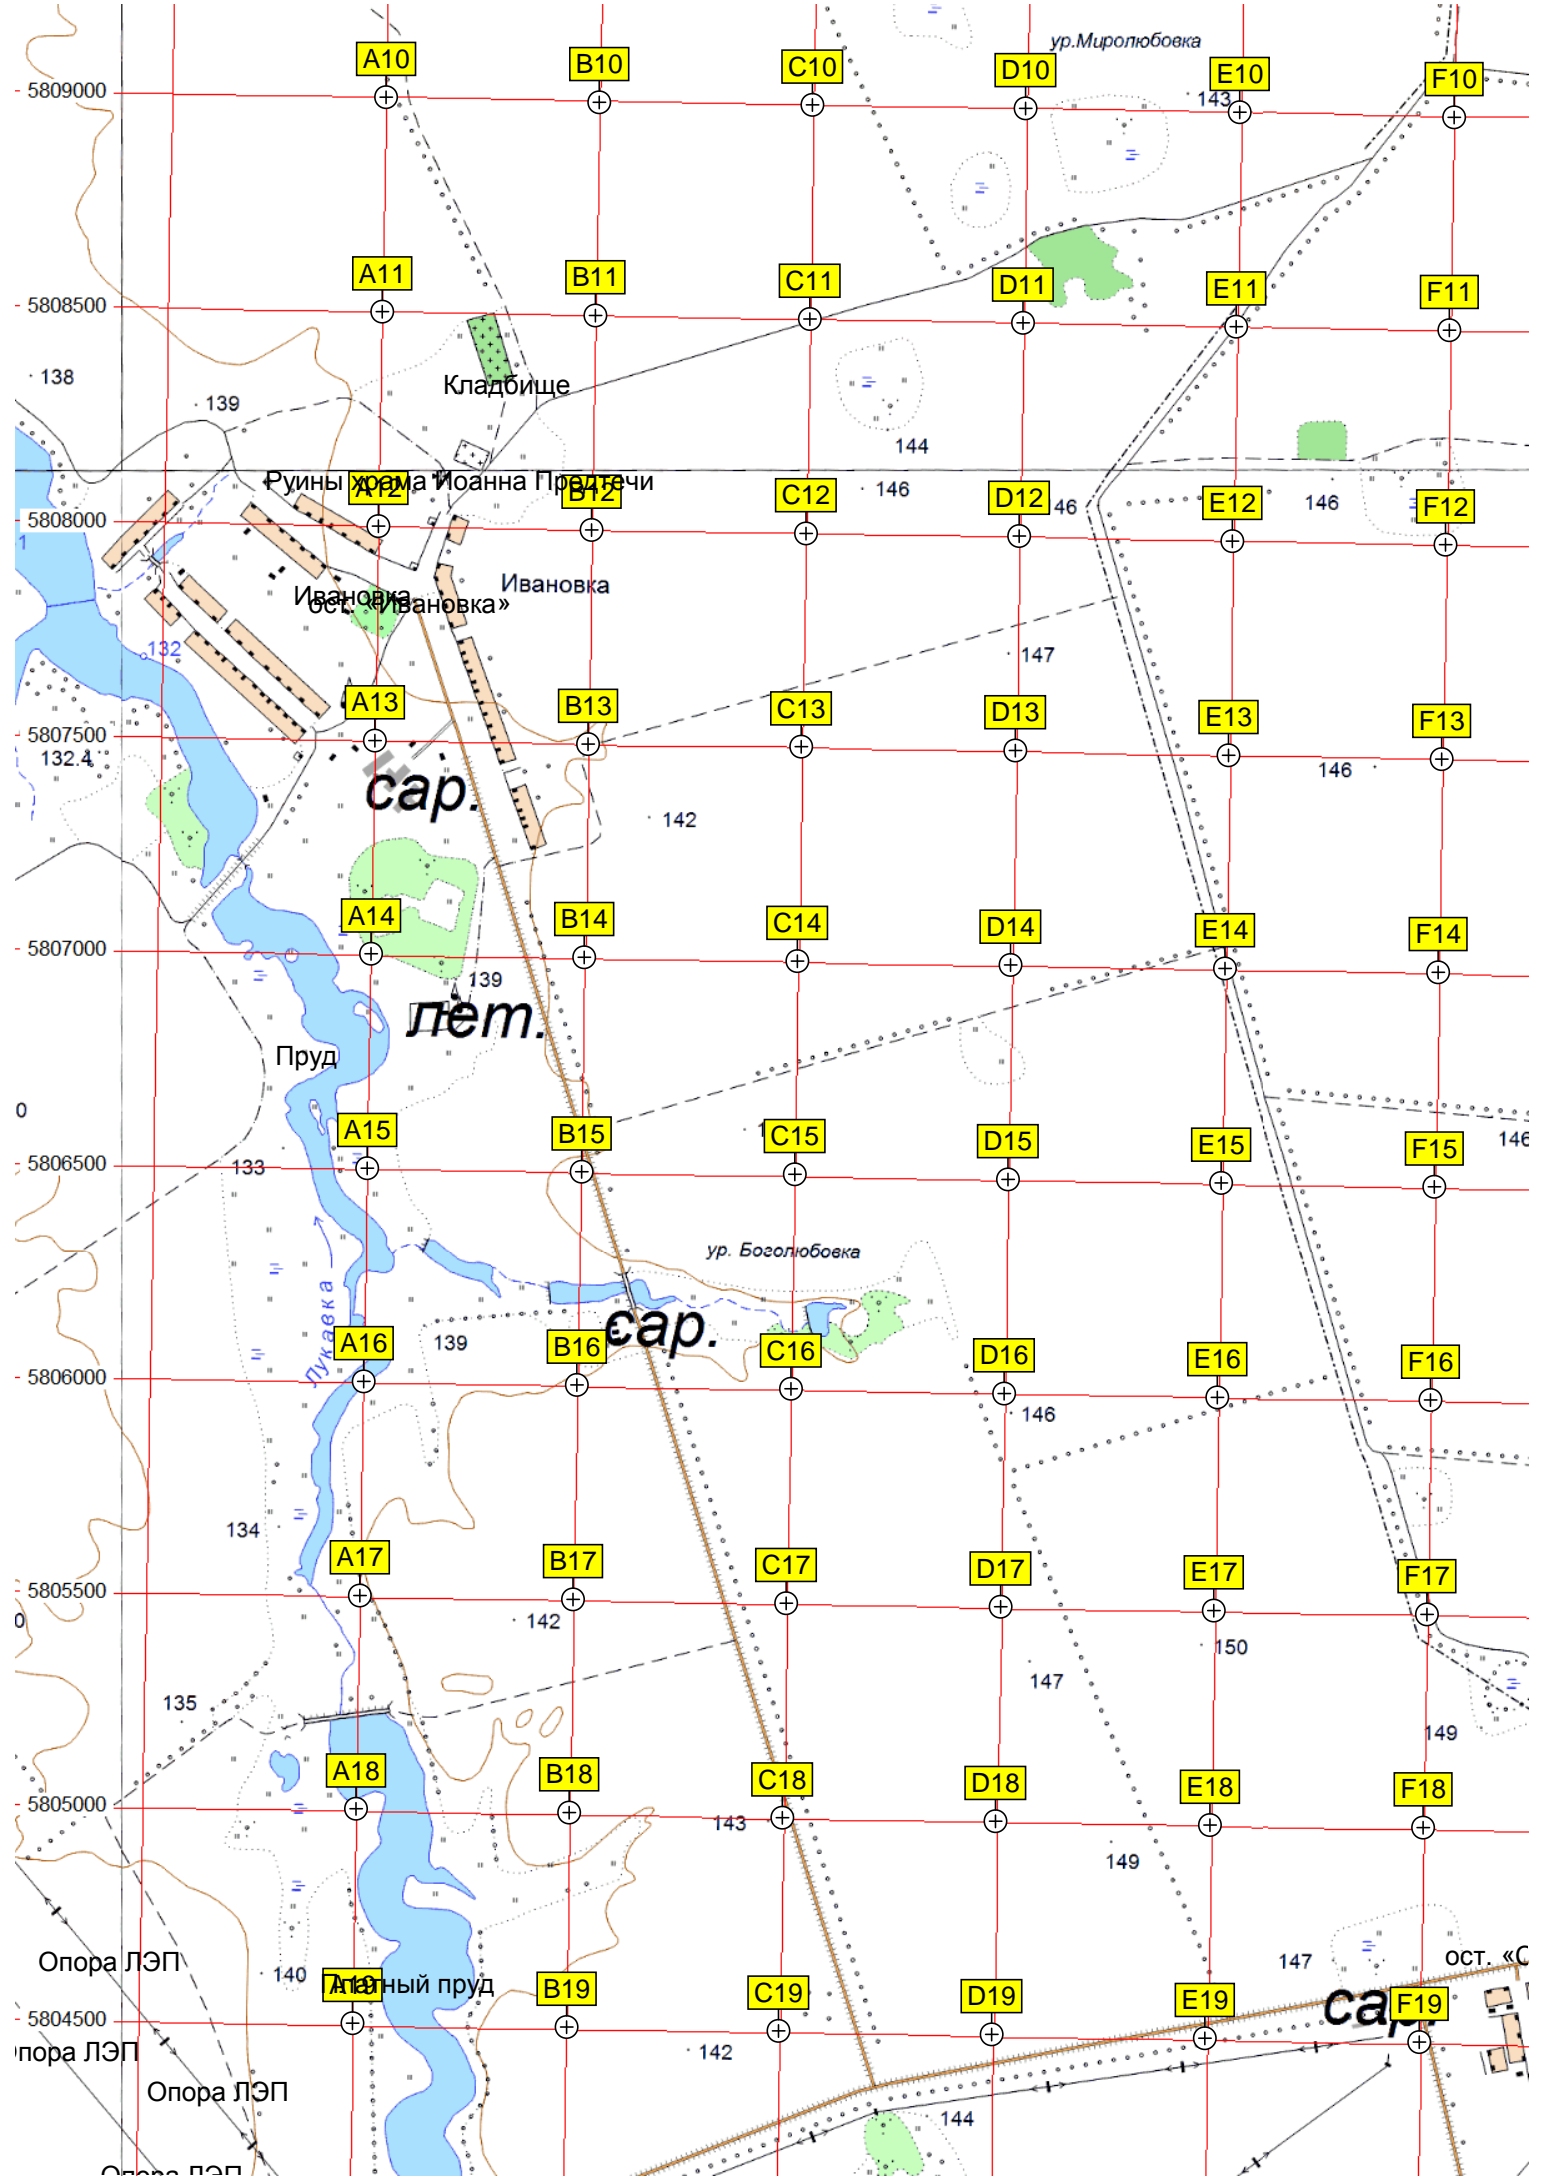 ур.Миролюбовка
A10
B10
C10
D10
E10
F10
5809000
143
A11
B11
C11
D11
E11
F11
5808500
138
Кладбище
139
144
Руины храма Иоанна Предтечи
A12
B12
C12
D12
E12
F12
146
46
146
5808000
1
Ивановка
Ивановка
ост. «Ивановка»
132
147
A13
B13
C13
D13
E13
F13
5807500
132.4
146
сар.
142
A14
B14
C14
D14
E14
F14
5807000
139
лет.
Пруд
0
A15
B15
C15
D15
E15
F15
146
5806500
133
ур. Боголюбовка
Лукавка
сар.
139
A16
B16
C16
D16
E16
F16
5806000
146
134
A17
B17
C17
D17
E17
F17
5805500
0
142
150
147
135
149
A18
B18
C18
D18
E18
F18
5805000
143
149
Опора ЛЭП
140
147
ост. «С
A19
Платный пруд
B19
C19
D19
E19
сар.
F19
5804500
опора ЛЭП
142
Опора ЛЭП
144
Опора ЛЭП